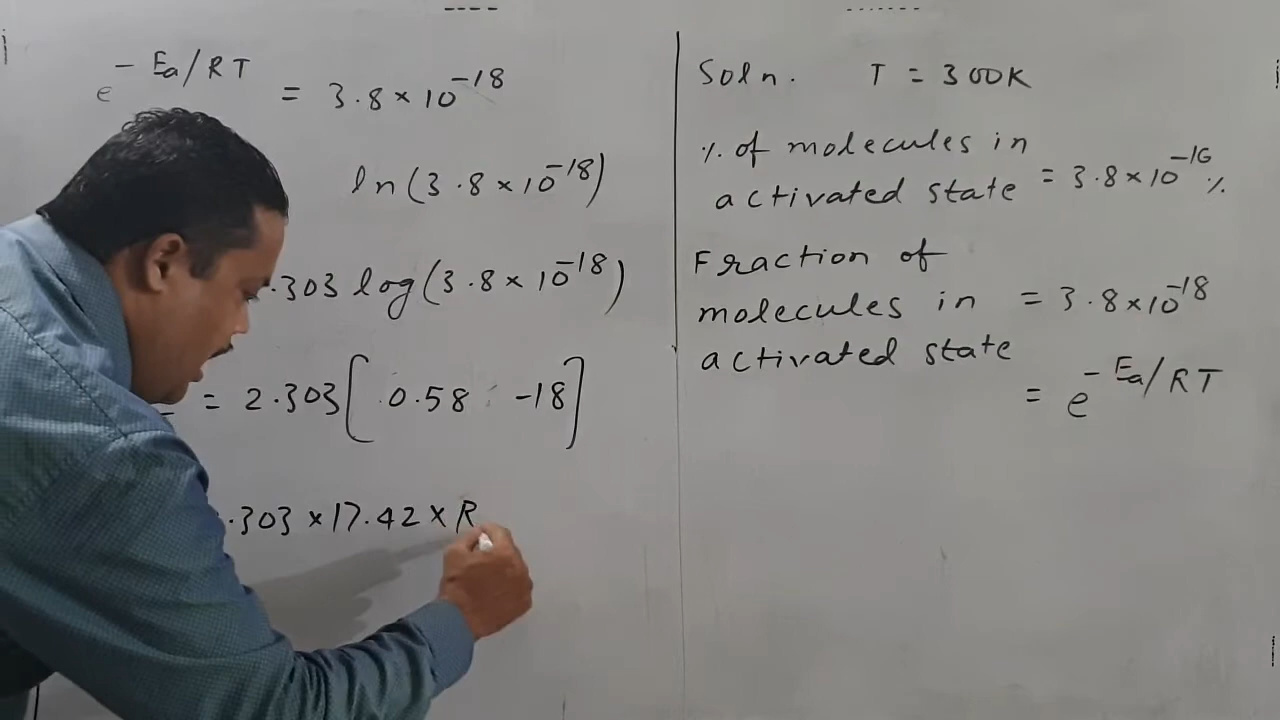 e^{-Ea/RT} = 3.8 × 10^{-18}
ln(3.8 × 10^{-18})
.303 log(3.8 × 10^{-18})
= 2.303[0.58 -18]
.303 × 17.42 × R
Soln. T = 300K
% of molecules in
activated state = 3.8 × 10^{-16} %
Fraction of
molecules in = 3.8 × 10^{-18}
activated state
= e^{-Ea/RT}